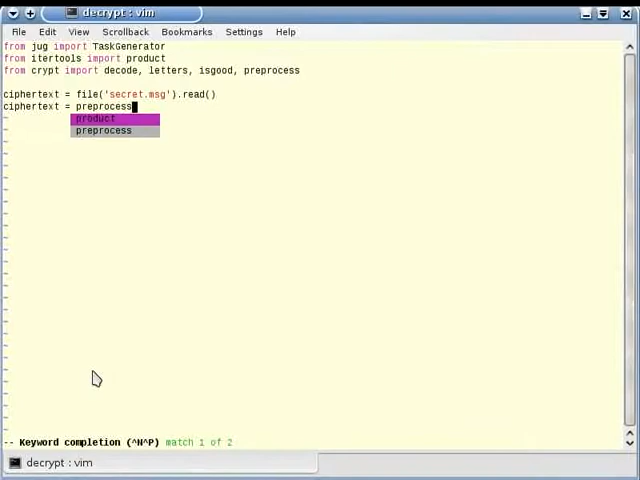 decrypt : vim
File Edit View Scrollback Bookmarks Settings Help
from jug import TaskGenerator
from itertools import product
from crypt import decode, letters, isgood, preprocess
ciphertext = file('secret.msg').read()
ciphertext = preprocess
product
preprocess
-- Keyword completion (^N^P) match 1 of 2
decrypt : vim